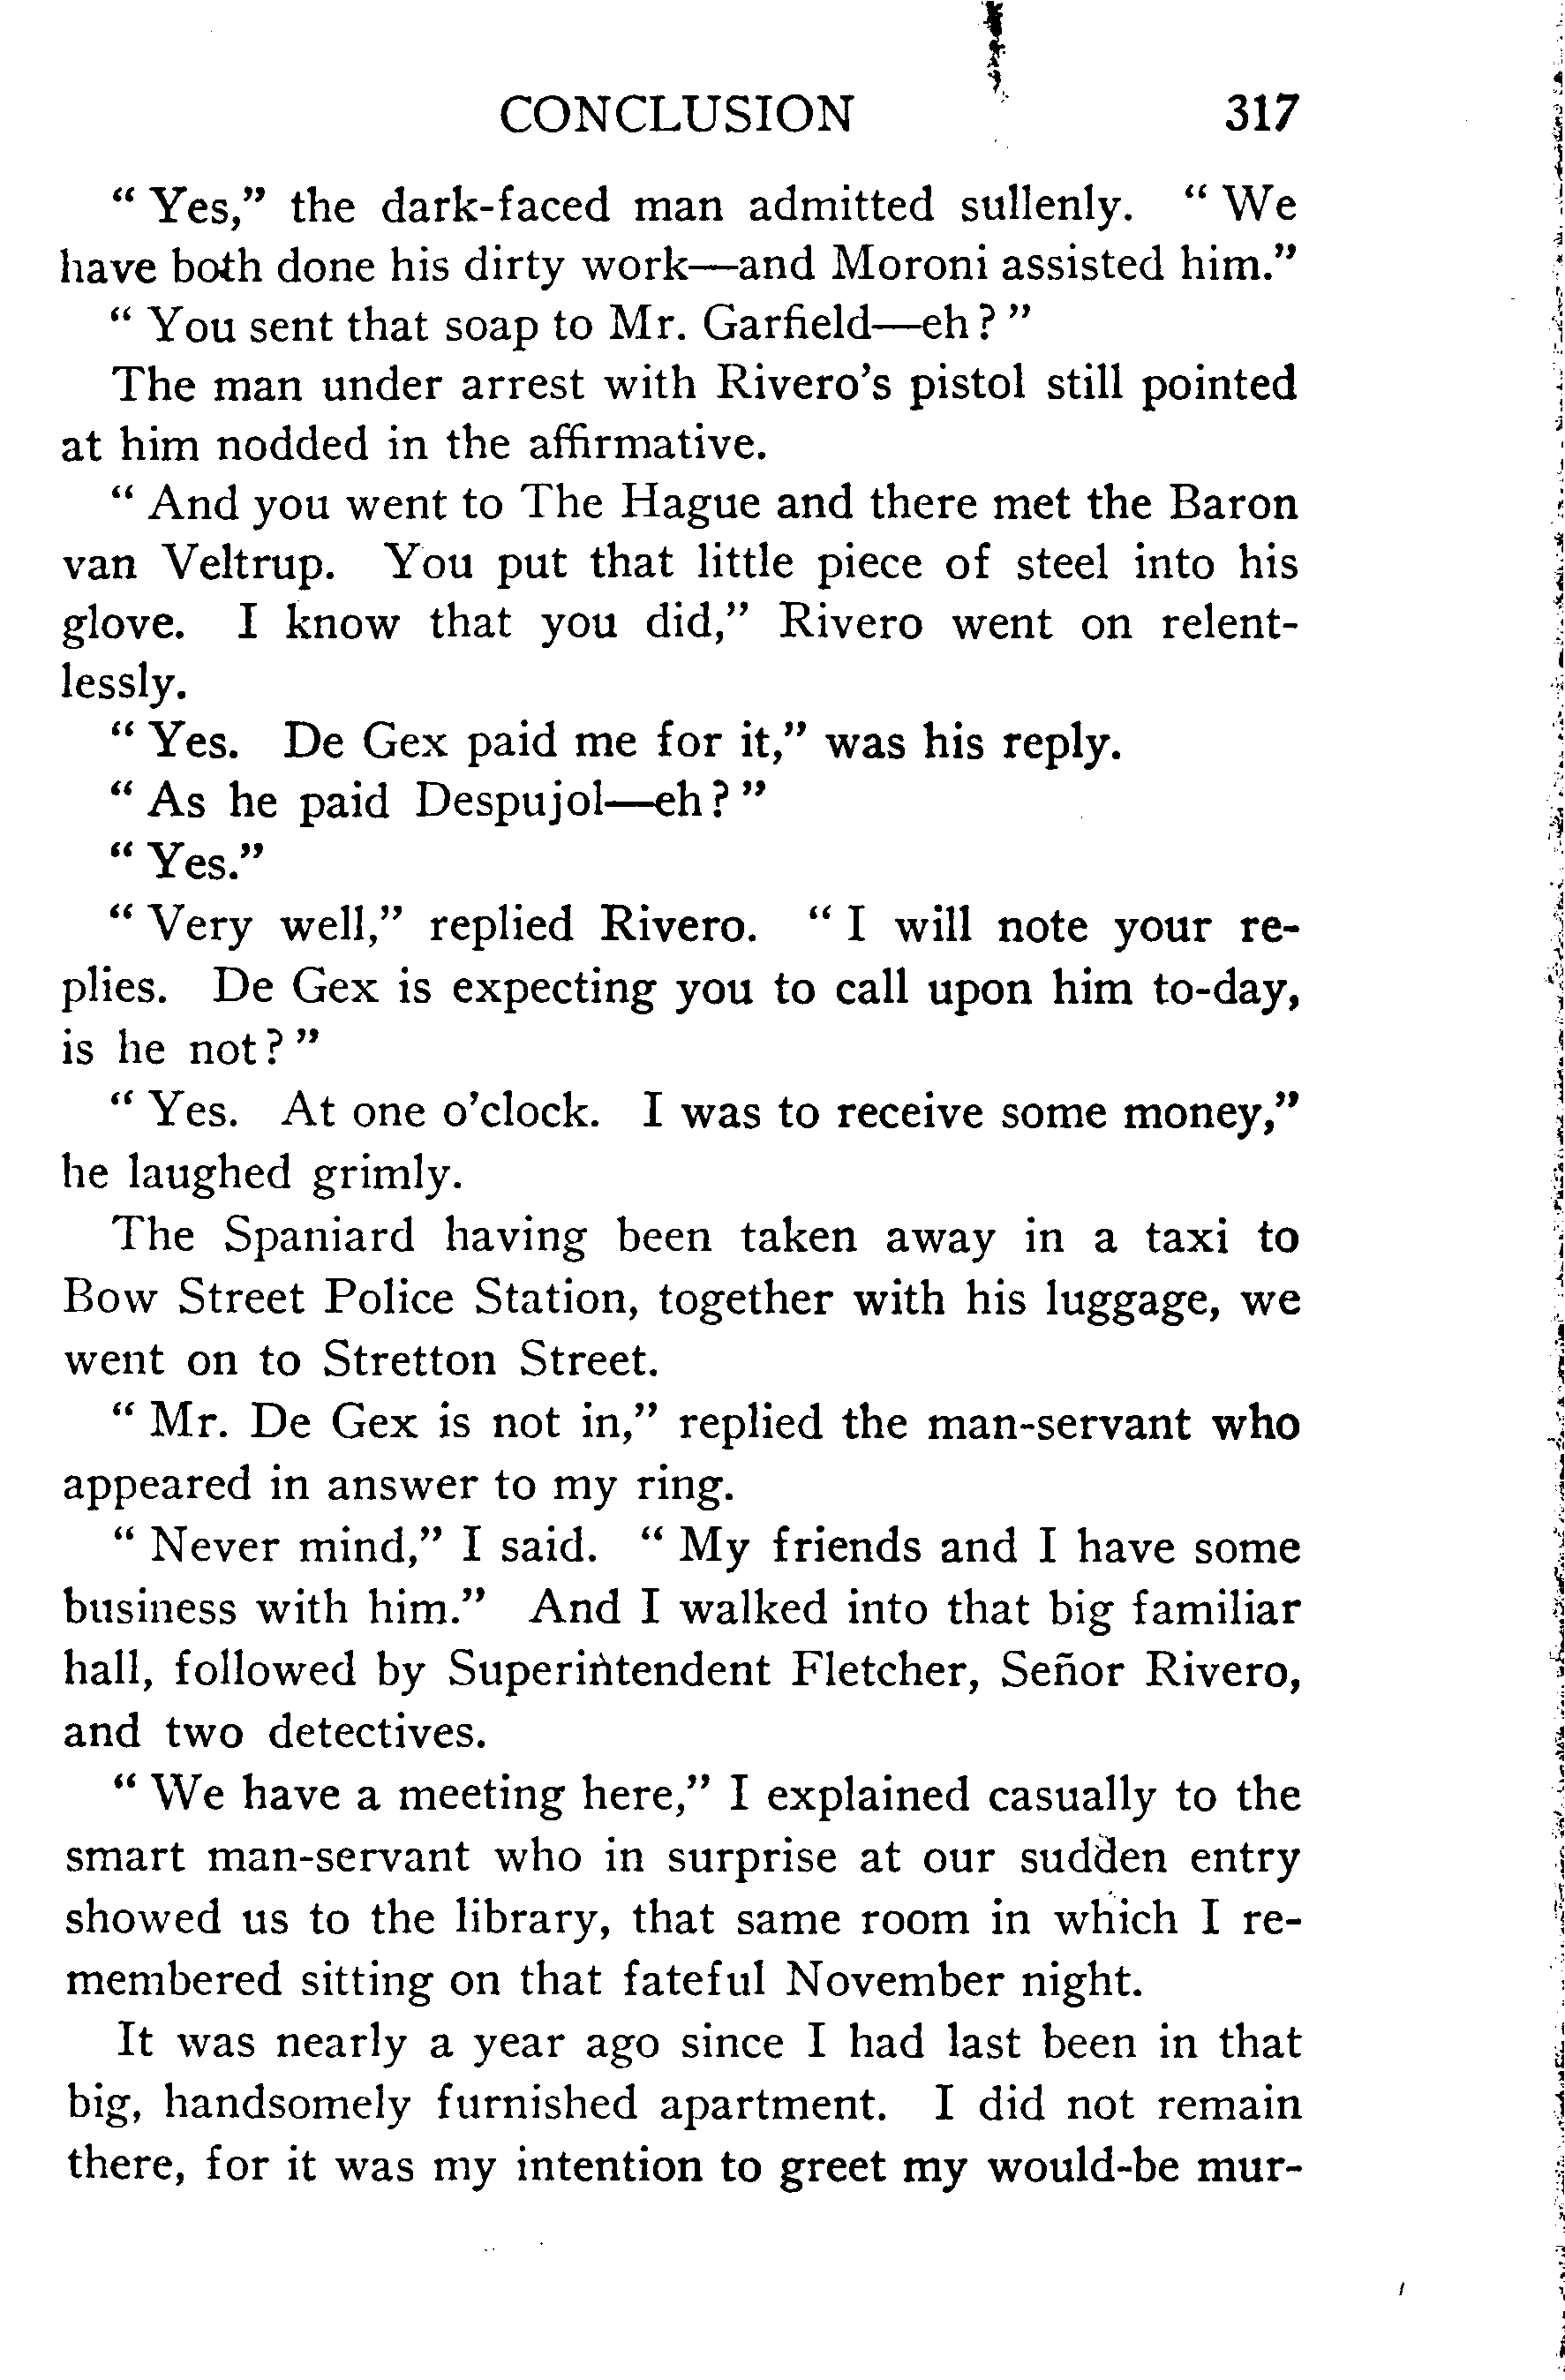 CONCLUSION 317
“ Yes,” the dark-faced man admitted sullenly. “ We
have both done his dirty work—and Moroni assisted him.”
“ You sent that soap to Mr. Garfield—eh? ”
The man under arrest with Rivero’s pistol still pointed
at him nodded in the affirmative.
“ And you went to The Hague and there met the Baron
van Veltrup. You put that little piece of steel into his
glove. I know that you did,” Rivero went on relent-
lessly.
“ Yes. De Gex paid me for it,” was his reply.
“ As he paid Despujol—eh? ”
“ Yes.”
“ Very well,” replied Rivero. “ I will note your re-
plies. De Gex is expecting you to call upon him to-day,
is he not? ”
“ Yes. At one o’clock. I was to receive some money,”
he laughed grimly.
The Spaniard having been taken away in a taxi to
Bow Street Police Station, together with his luggage, we
went on to Stretton Street.
“ Mr. De Gex is not in,” replied the man-servant who
appeared in answer to my ring.
“ Never mind,” I said. “ My friends and I have some
business with him.” And I walked into that big familiar
hall, followed by Superintendent Fletcher, Señor Rivero,
and two detectives.
“ We have a meeting here,” I explained casually to the
smart man-servant who in surprise at our sudden entry
showed us to the library, that same room in which I re-
membered sitting on that fateful November night.
It was nearly a year ago since I had last been in that
big, handsomely furnished apartment. I did not remain
there, for it was my intention to greet my would-be mur-